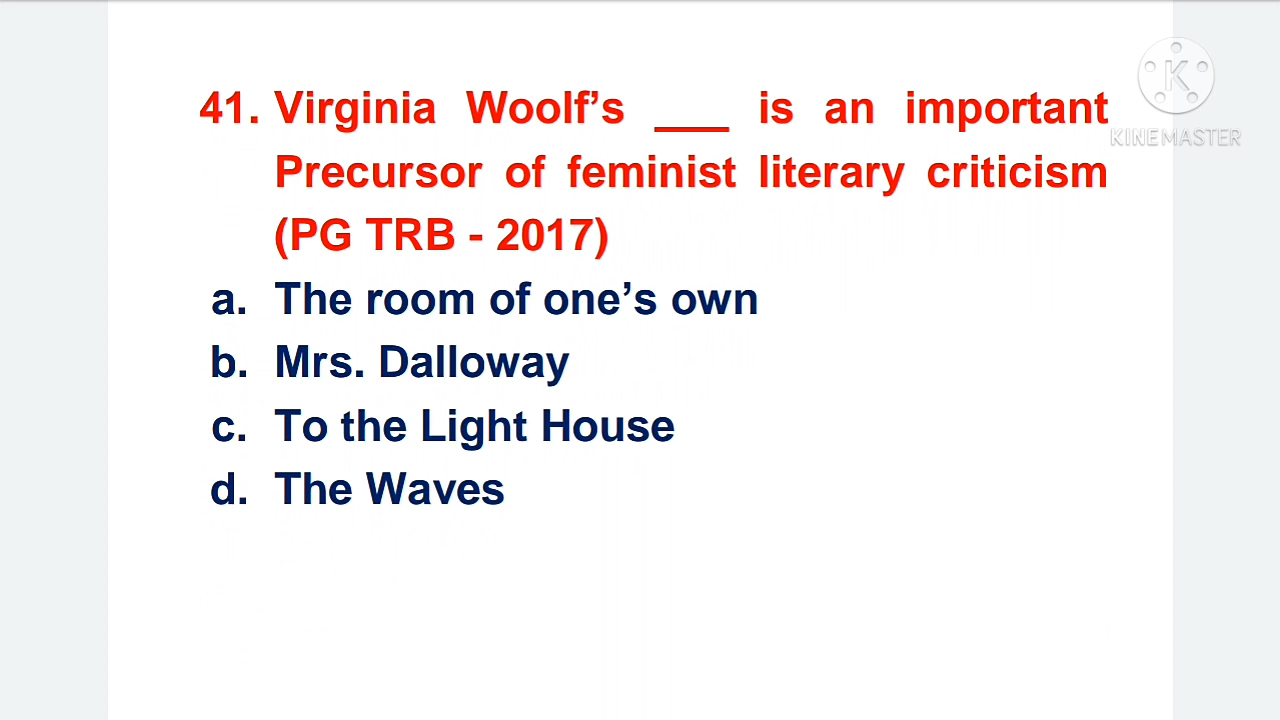 41. Virginia Woolf’s ___ is an important
Precursor of feminist literary criticism
(PG TRB - 2017)
a. The room of one’s own
b. Mrs. Dalloway
c. To the Light House
d. The Waves
K
KINEMASTER